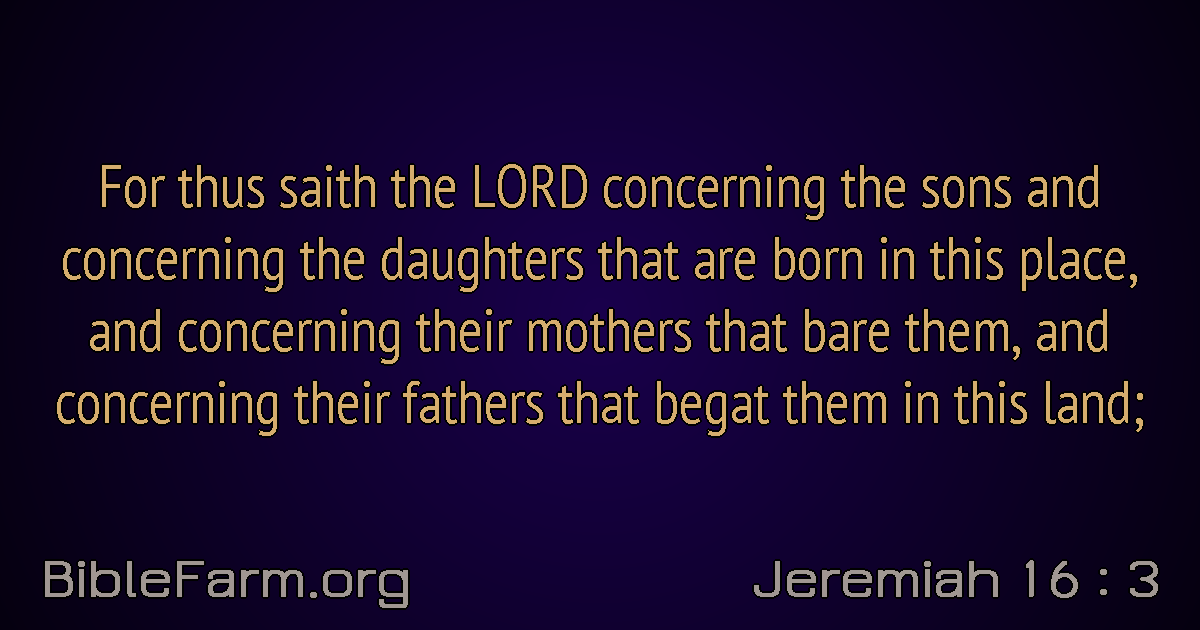 For thus saith the LORD concerning the sons and
concerning the daughters that are born in this place,
and concerning their mothers that bare them, and
concerning their fathers that begat them in this land;
BibleFarm.org
Jeremiah 16 : 3